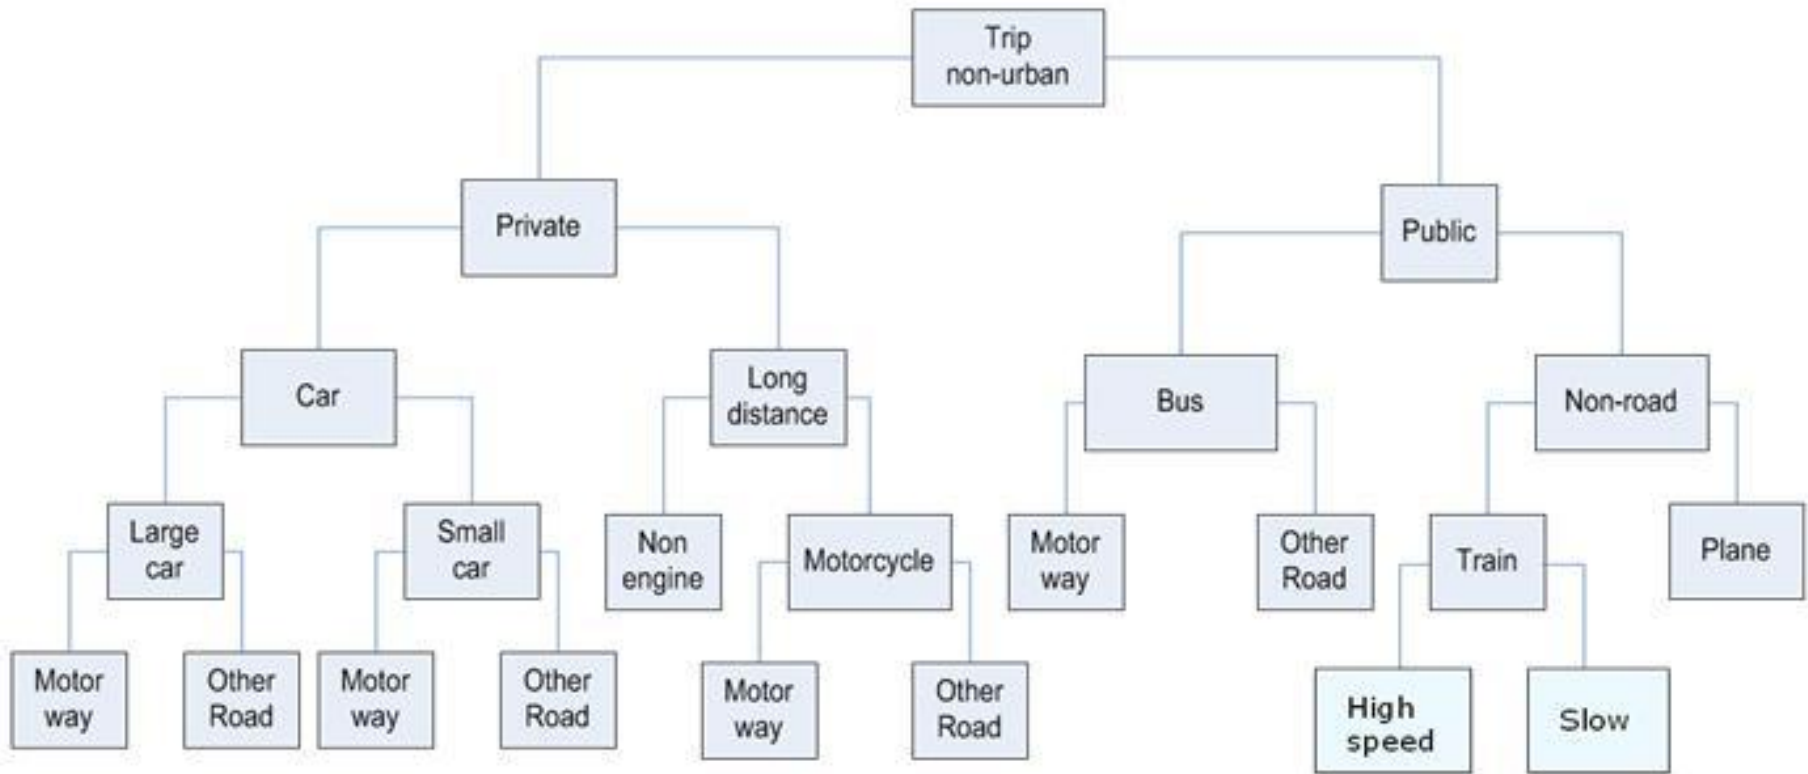 Trip
non-urban
Private
Public
Car
Long
distance
Bus
Non-road
Large
car
Small
car
Non
engine
Motorcycle
Motor
way
Other
Road
Train
Plane
Motor
way
Other
Road
Motor
way
Other
Road
Motor
way
Other
Road
High
speed
Slow